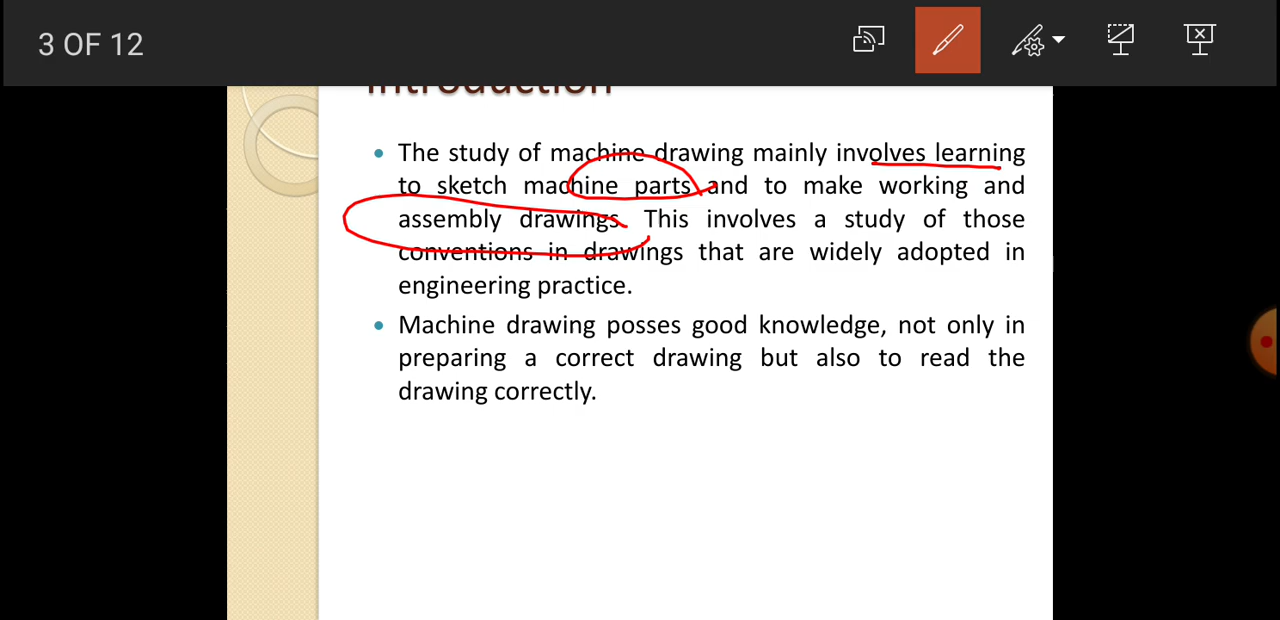 3 OF 12
Introduction
The study of machine drawing mainly involves learning
to sketch machine parts and to make working and
assembly drawings. This involves a study of those
conventions in drawings that are widely adopted in
engineering practice.
Machine drawing posses good knowledge, not only in
preparing a correct drawing but also to read the
drawing correctly.